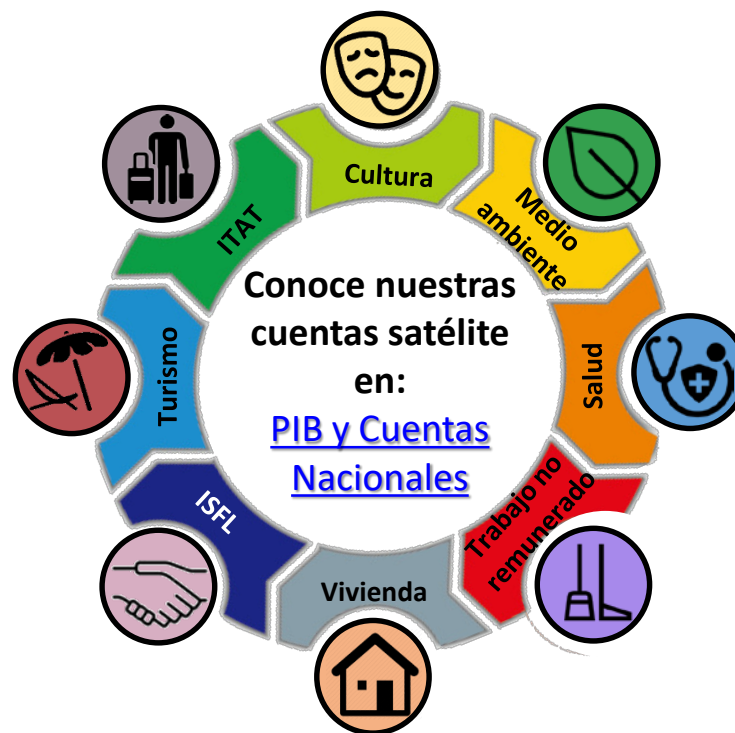 Cultura
Medio
ambiente
Salud
Trabajo no
remunerado
Vivienda
ISFL
Turismo
ITAT
Conoce nuestras
cuentas satélite
en:
PIB y Cuentas
Nacionales